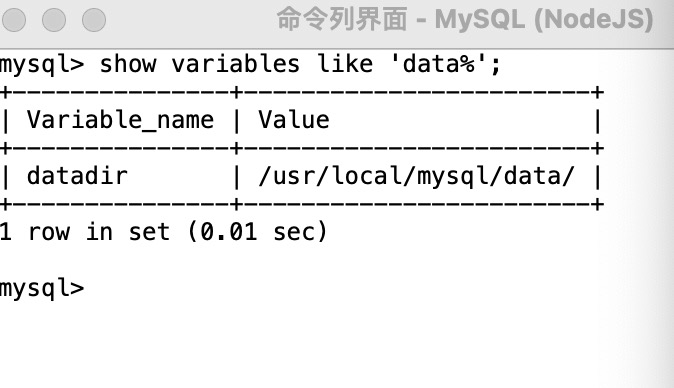 命令列界面 - MySQL (NodeJS)
mysql> show variables like 'data%';
+---------------+------------------------+
| Variable_name | Value                  |
+---------------+------------------------+
| datadir       | /usr/local/mysql/data/ |
+---------------+------------------------+
1 row in set (0.01 sec)
mysql>